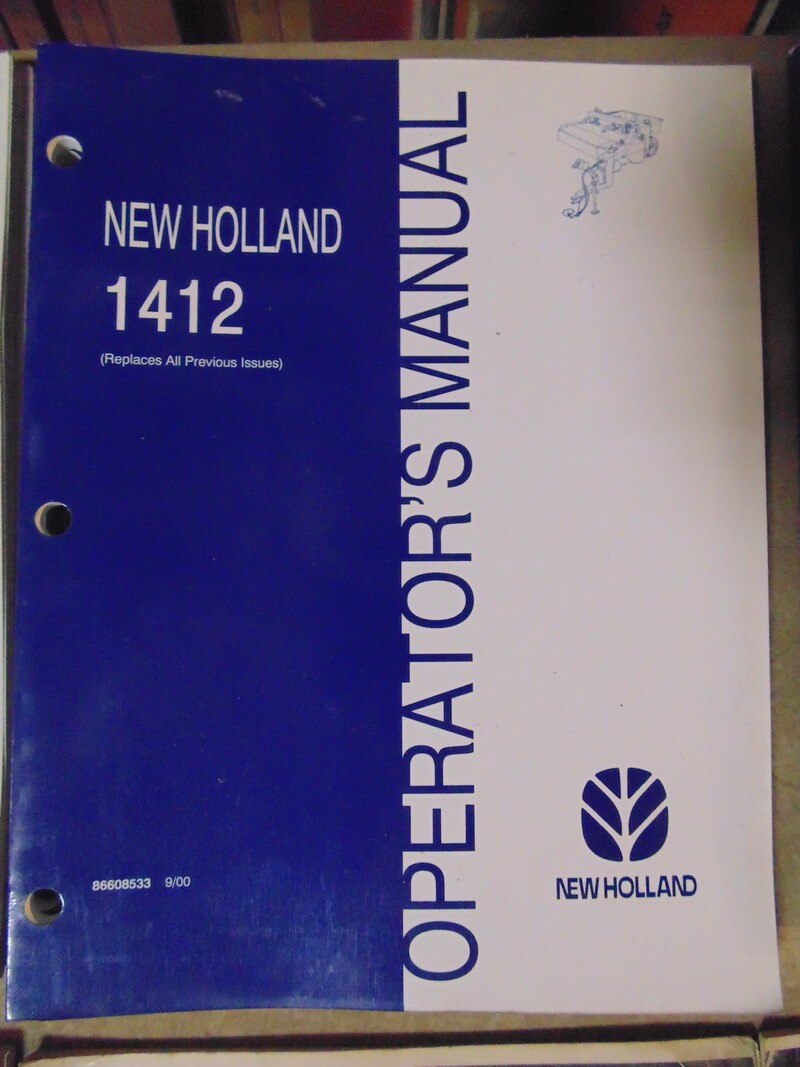 NEW HOLLAND
1412
(Replaces All Previous Issues)
86608533 9/00
OPERATOR'S MANUAL
NEW HOLLAND